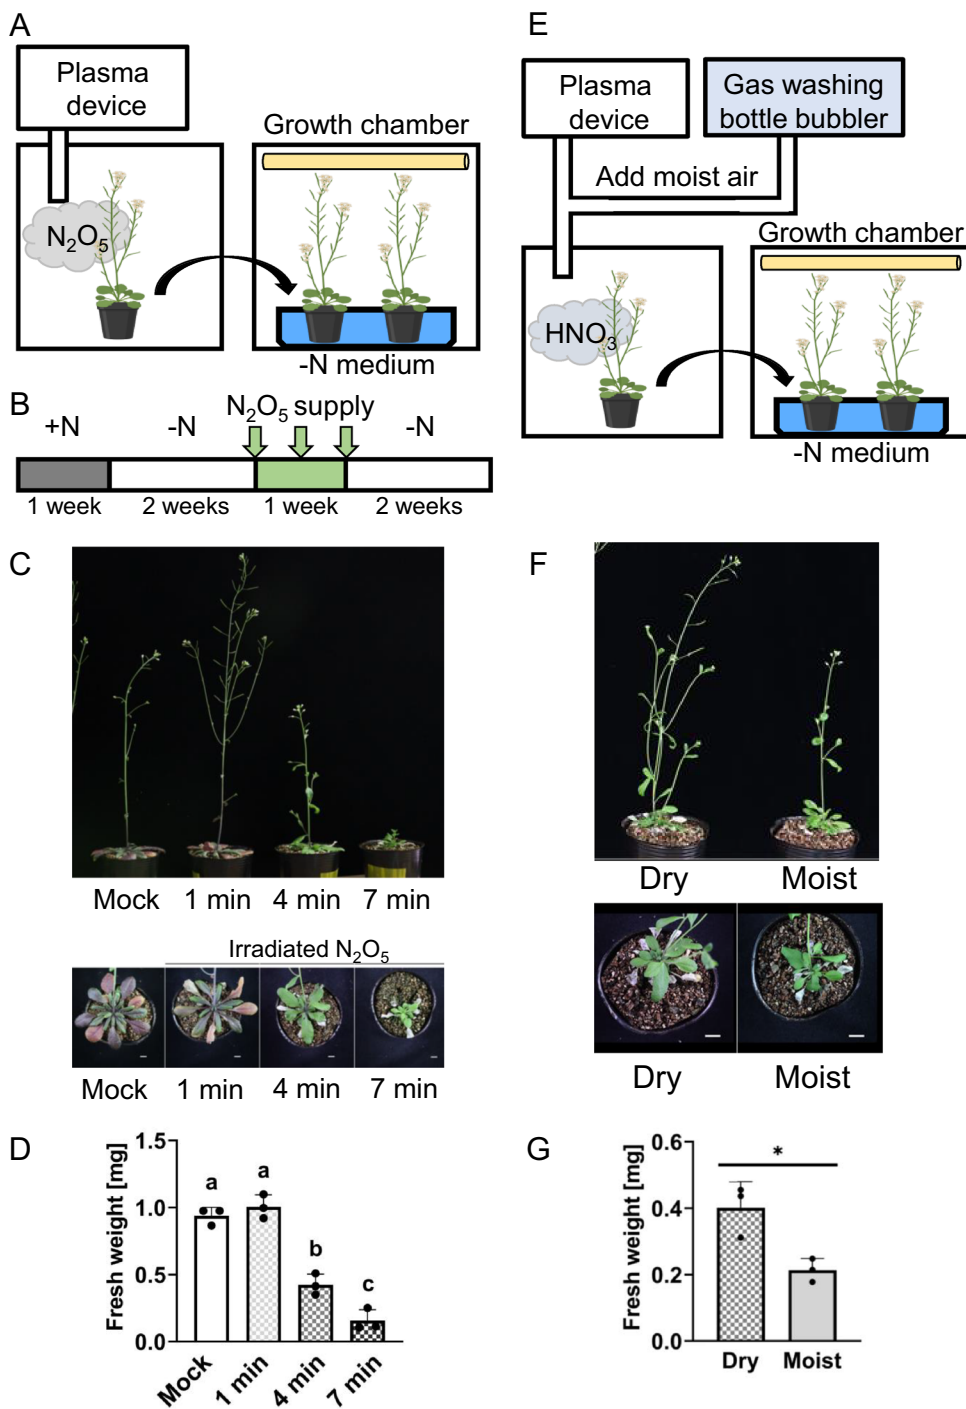 A
Plasma
device
Growth chamber
N₂O₅
-N medium
B
N₂O₅ supply
+N
-N
-N
1 week
2 weeks
1 week
2 weeks
C
Mock
1 min
4 min
7 min
Irradiated N₂O₅
Mock
1 min
4 min
7 min
D
Fresh weight [mg]
1.5
1.0
0.5
0.0
a
a
b
c
Mock
1 min
4 min
7 min
E
Plasma
device
Gas washing
bottle bubbler
Add moist air
Growth chamber
HNO₃
-N medium
F
Dry
Moist
Dry
Moist
G
Fresh weight [mg]
0.6
0.4
0.2
0.0
*
Dry
Moist